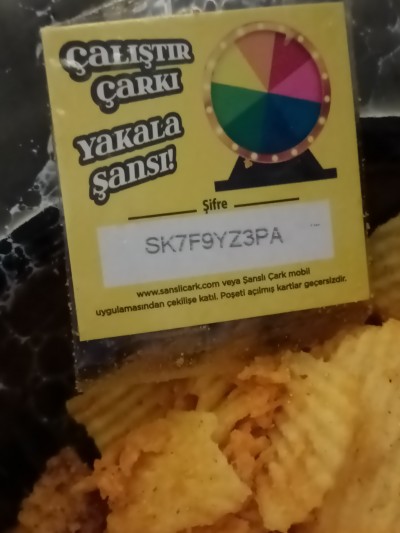 ÇALIŞTIR
ÇARKI
YAKALA
ŞANSI!
Şifre
SK7F9YZ3PA
www.sanslicark.com veya Sanslı Çark mobil
uygulamasından çekilişe katıl. Poşeti açılmış kartlar geçersizdir.